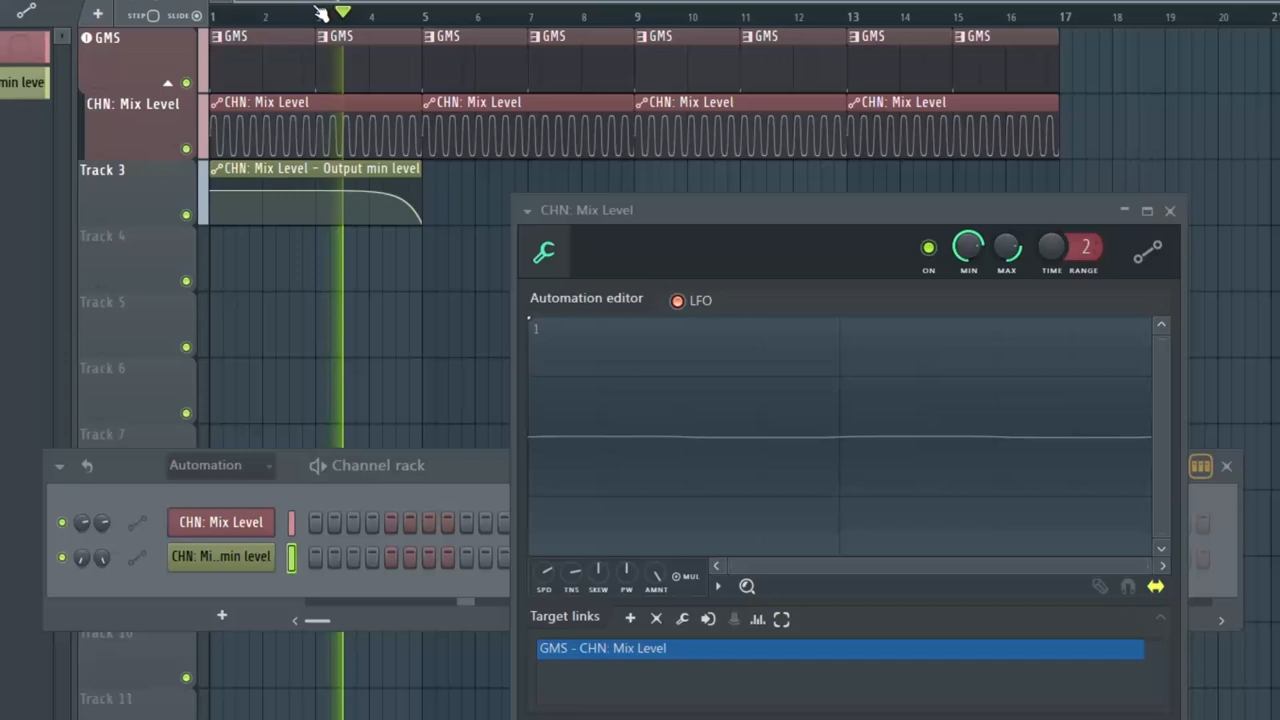 STEP SLIDE 1 2 4 5 6 7 8 9 10 11 12 13 14 15 16 17 18 19 20
GMS GMS GMS GMS GMS GMS GMS GMS GMS
min leve
CHN: Mix Level CHN: Mix Level CHN: Mix Level CHN: Mix Level CHN: Mix Level
Track 3 CHN: Mix Level - Output min level
Track 4
Track 5
Track 6
Track 7
CHN: Mix Level
2
ON MIN MAX TIME RANGE
Automation editor LFO
1
Automation Channel rack
CHN: Mix Level
CHN: Mi..min level
SPD TNS SKEW PW AMNT MUL
Target links
GMS - CHN: Mix Level
Track 10
Track 11